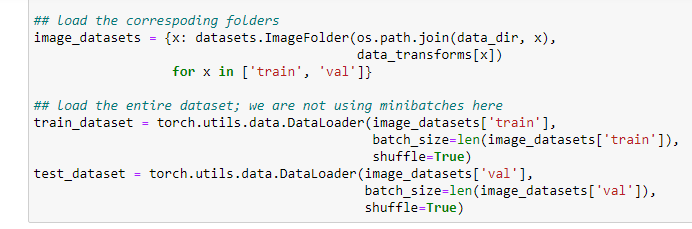 ## load the correspoding folders
image_datasets = {x: datasets.ImageFolder(os.path.join(data_dir, x),
data_transforms[x])
for x in ['train', 'val']}
## load the entire dataset; we are not using minibatches here
train_dataset = torch.utils.data.DataLoader(image_datasets['train'],
batch_size=len(image_datasets['train']),
shuffle=True)
test_dataset = torch.utils.data.DataLoader(image_datasets['val'],
batch_size=len(image_datasets['val']),
shuffle=True)